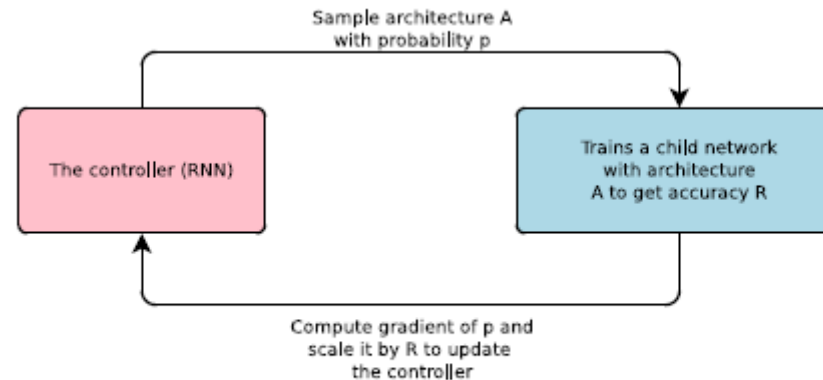 Sample architecture A
with probability p
The controller (RNN)
Trains a child network
with architecture
A to get accuracy R
Compute gradient of p and
scale it by R to update
the controller